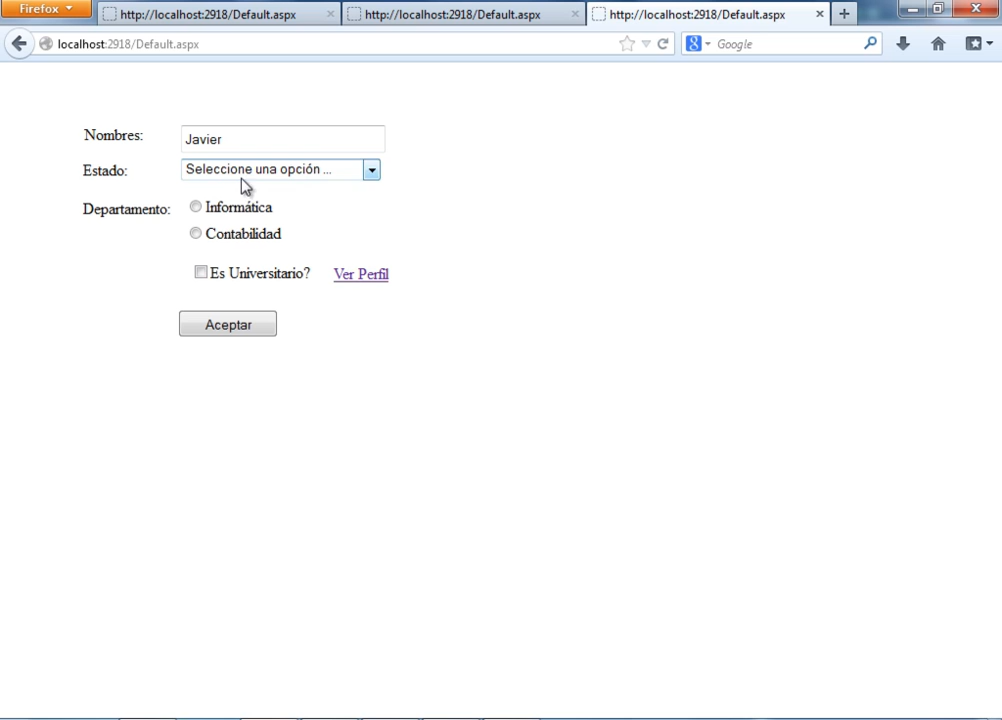 Firefox
http://localhost:2918/Default.aspx
http://localhost:2918/Default.aspx
http://localhost:2918/Default.aspx
localhost:2918/Default.aspx
8 Google
Nombres: Javier
Estado: Seleccione una opción ...
Departamento: Informática
Contabilidad
Es Universitario? Ver Perfil
Aceptar